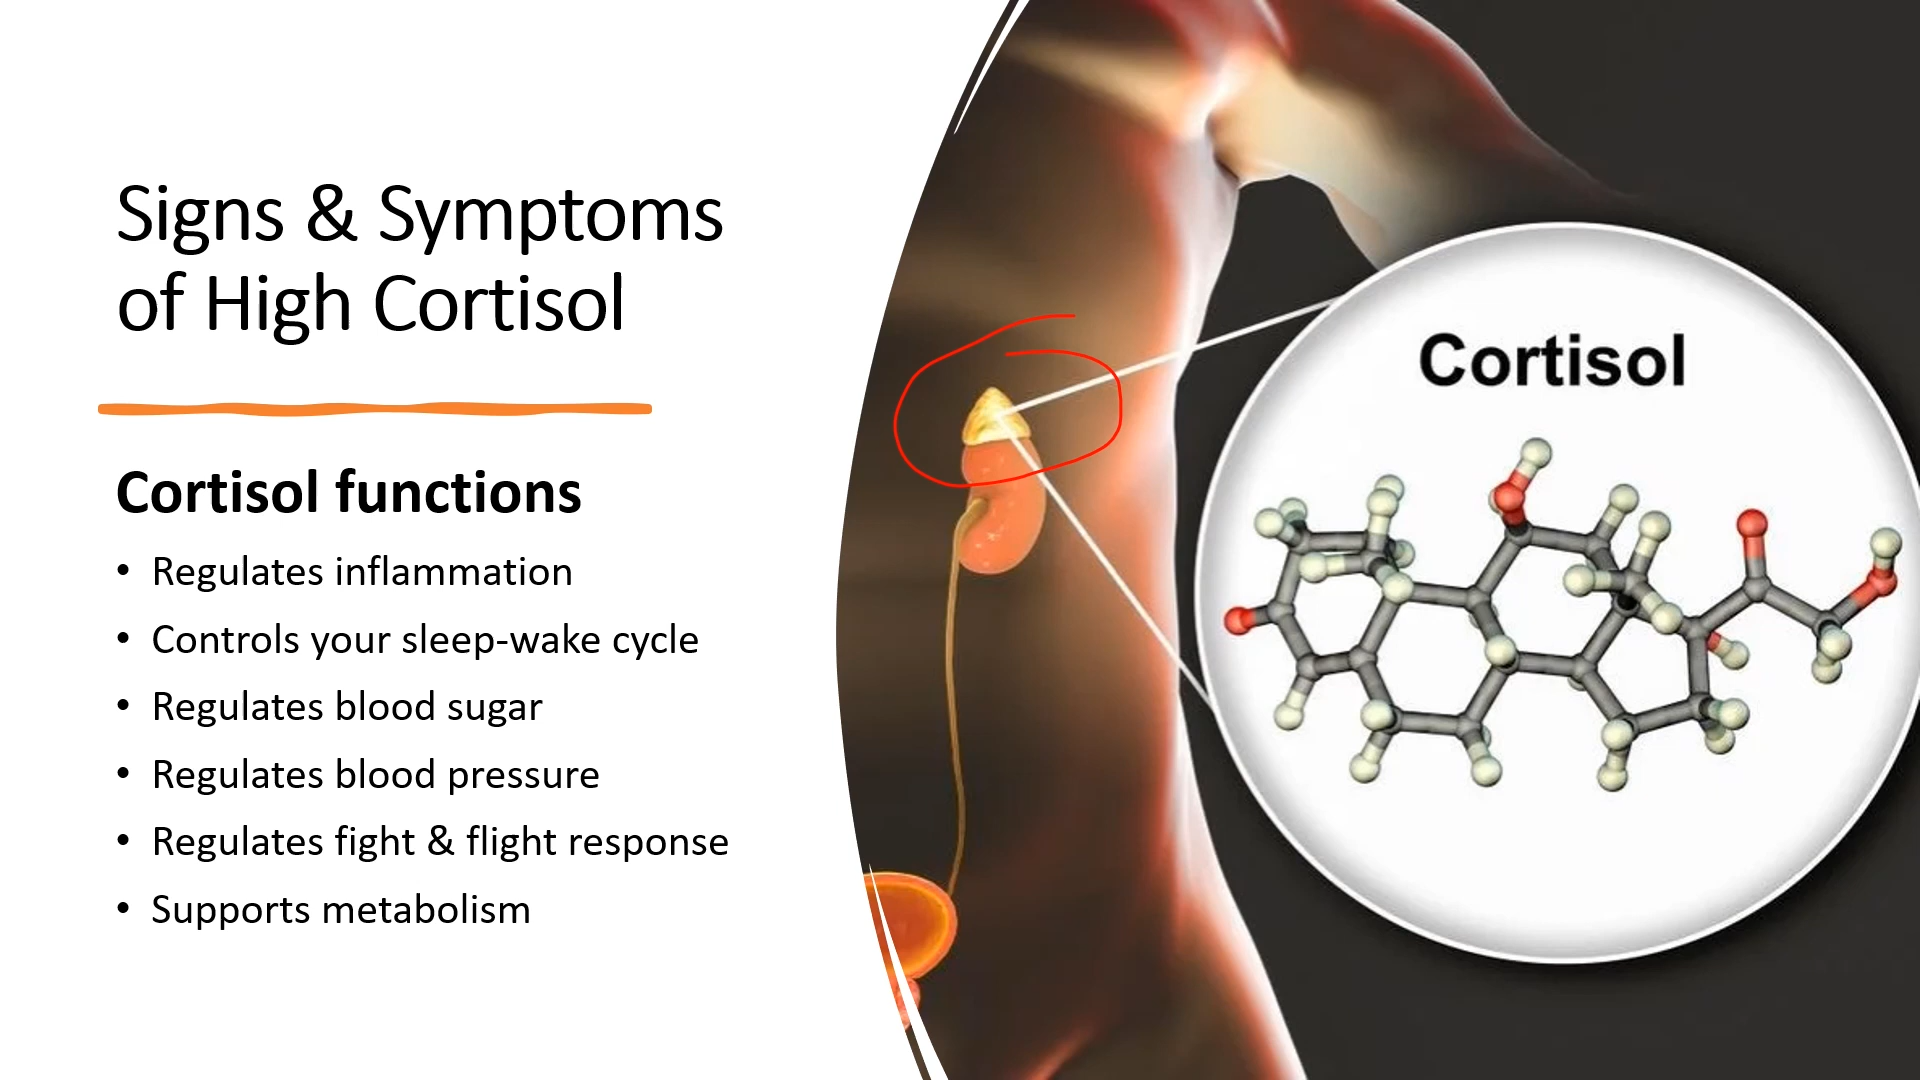 Signs & Symptoms
of High Cortisol
Cortisol functions
• Regulates inflammation
• Controls your sleep-wake cycle
• Regulates blood sugar
• Regulates blood pressure
• Regulates fight & flight response
• Supports metabolism
Cortisol